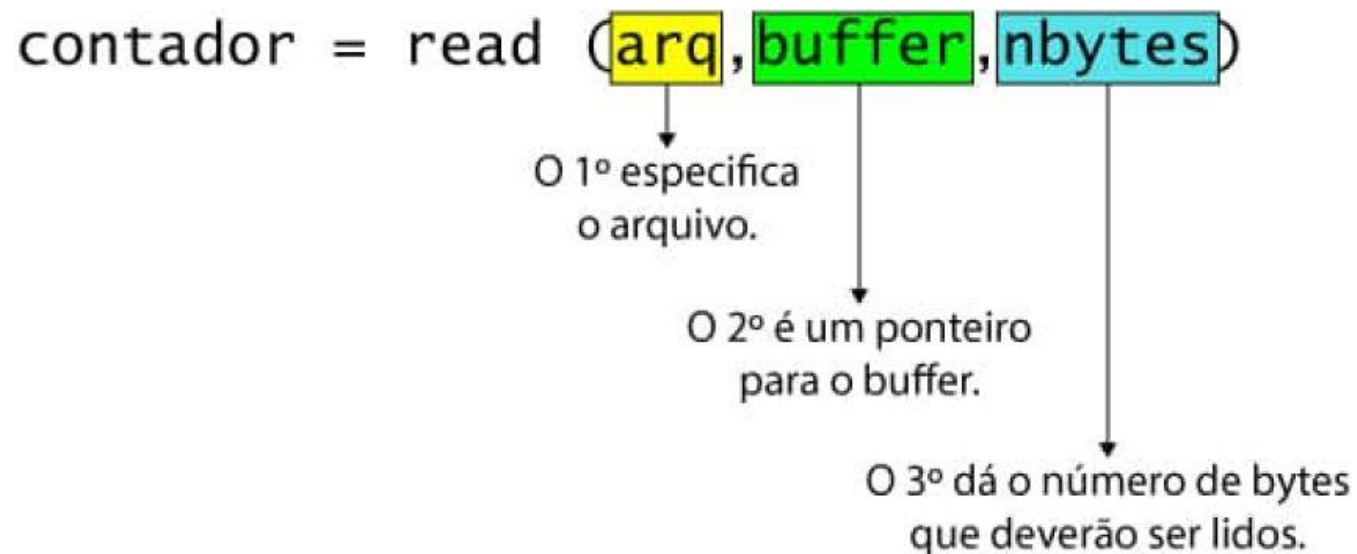 contador = read (arq,buffer,nbytes)
O 1º especifica
o arquivo.
O 2º é um ponteiro
para o buffer.
O 3º dá o número de bytes
que deverão ser lidos.